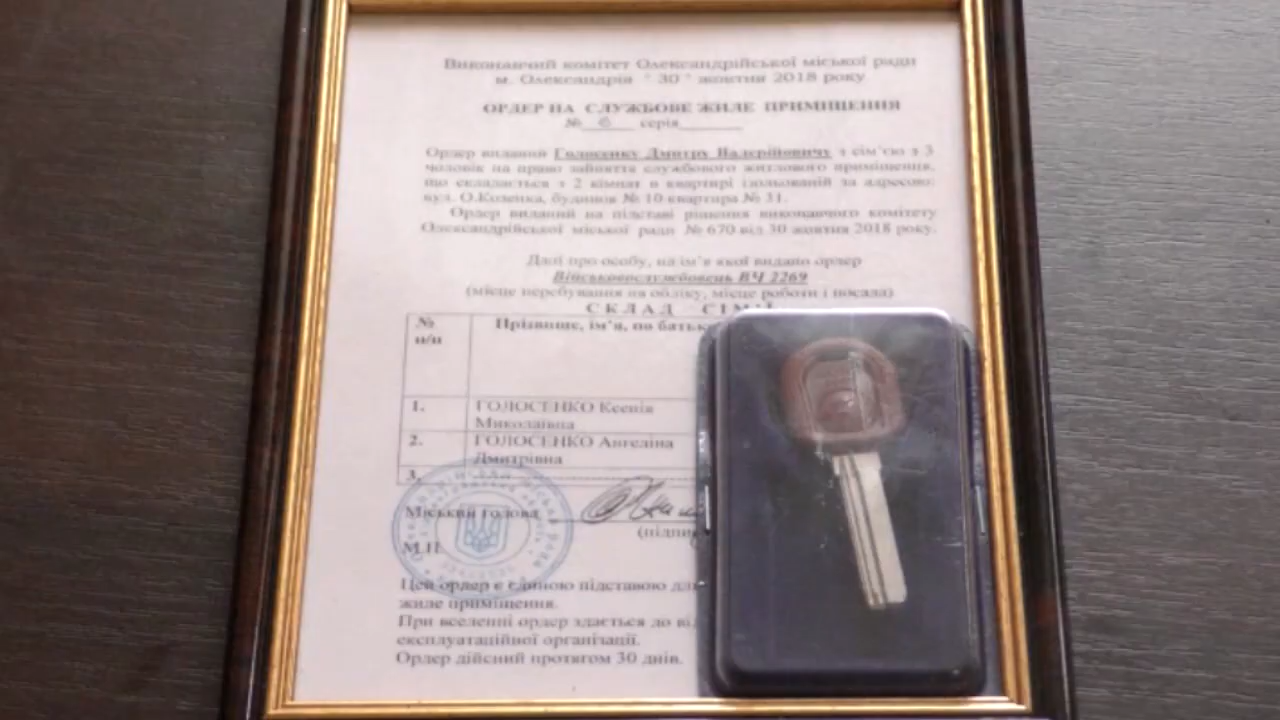 Виконавчий комітет Олександрійської міської ради
м. Олександрія "30" жовтня 2018 року
ОРДЕР НА СЛУЖБОВЕ ЖИЛЕ ПРИМІЩЕННЯ
№ 6 серія
Ордер виданий Голосенку Дмитру Валерійовичу з сім'єю з 3
чоловік на право зайняття службового житлового приміщення,
що складається з 2 кімнат в квартирі ізольованій за адресою:
вул. О.Козенка, будинок № 10 квартира № 31.
Ордер виданий на підставі рішення виконавчого комітету
Олександрійської міської ради № 670 від 30 жовтня 2018 року.
Дані про особу, на ім'я якої видано ордер
Військовослужбовець ВЧ 2269
(місце перебування на обліку, місце роботи і посада)
СКЛАД СІМ'Ї
№ Прізвище, ім'я, по батьк
п/п
1. ГОЛОСЕНКО Ксенія
Миколаївна
2. ГОЛОСЕНКО Ангеліна
Дмитрівна
3.
Міський голова
(підпис
М.П.
Цей ордер є єдиною підставою для
жиле приміщення.
При вселенні ордер здається до від
експлуатаційної організації.
Ордер дійсний протягом 30 днів.